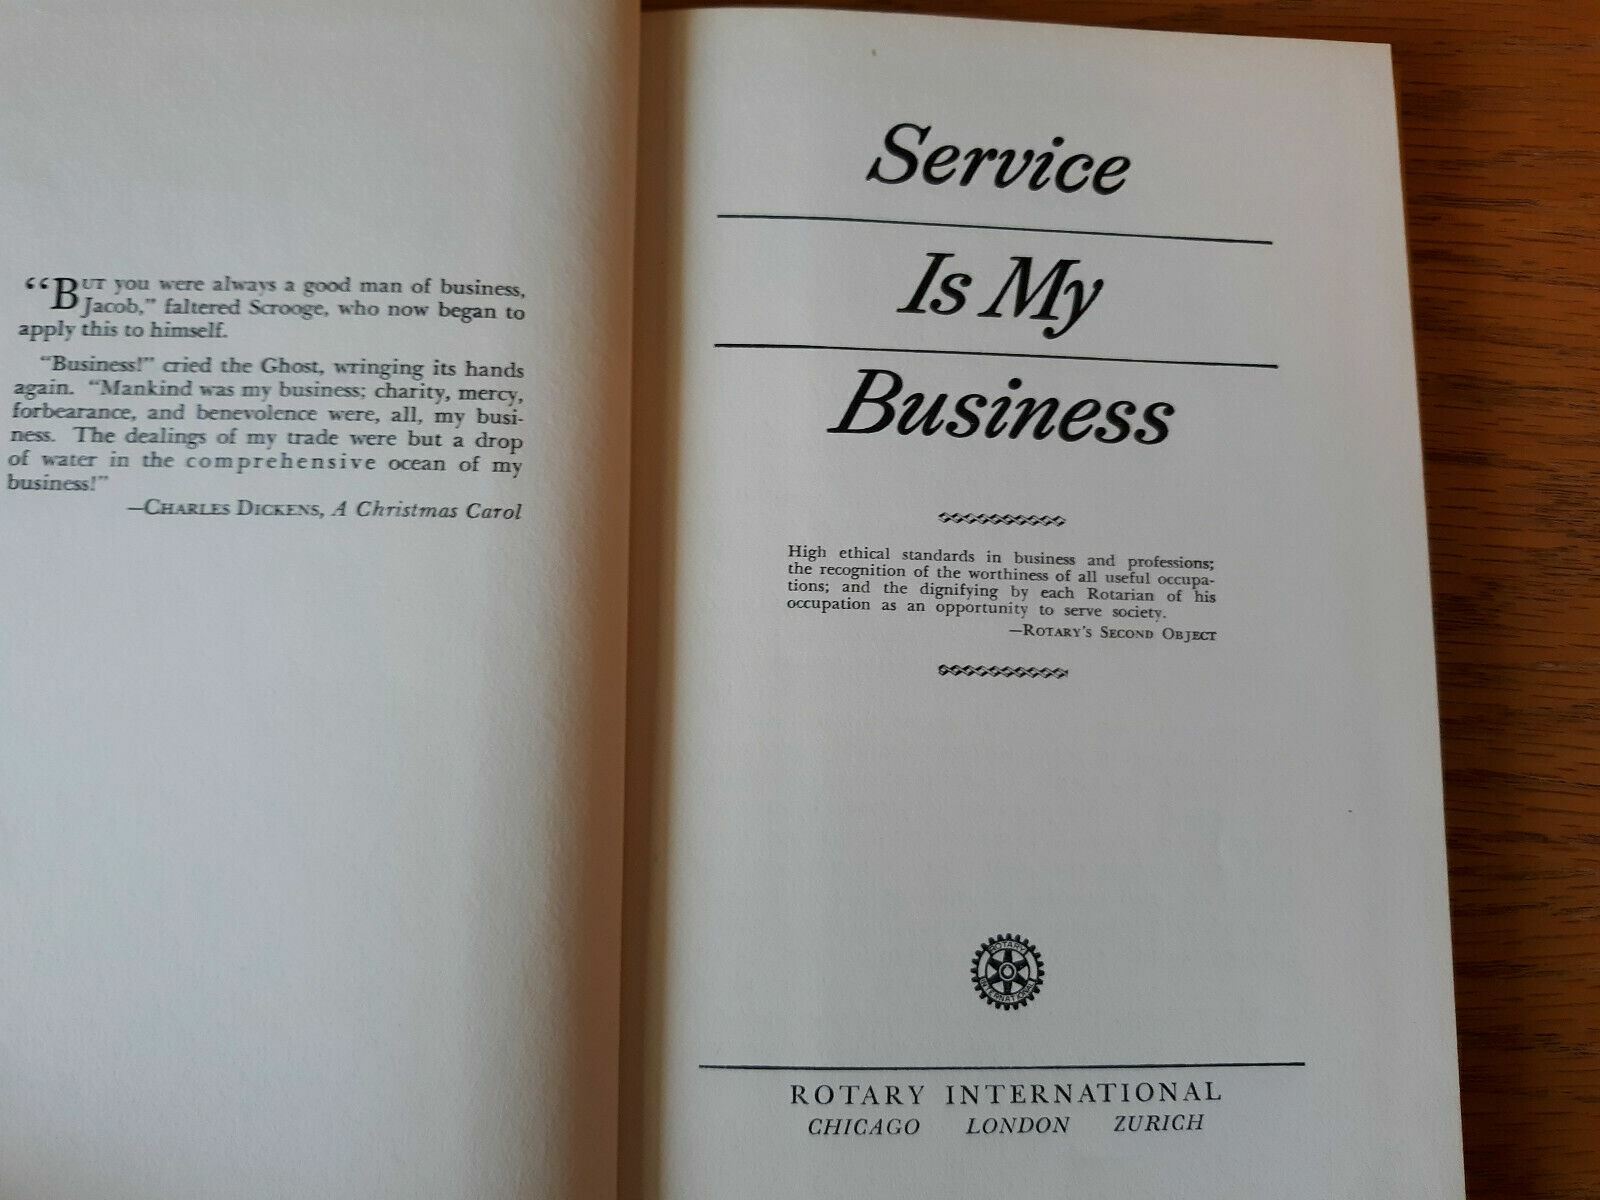 “BUT you were always a good man of business,
Jacob,” faltered Scrooge, who now began to
apply this to himself.
“Business!” cried the Ghost, wringing its hands
again. “Mankind was my business; charity, mercy,
forbearance, and benevolence were, all, my busi-
ness. The dealings of my trade were but a drop
of water in the comprehensive ocean of my
business!”
—CHARLES DICKENS, A Christmas Carol
Service
Is My
Business
High ethical standards in business and professions;
the recognition of the worthiness of all useful occupa-
tions; and the dignifying by each Rotarian of his
occupation as an opportunity to serve society.
—ROTARY'S SECOND OBJECT
ROTARY
INTERNATIONAL
ROTARY INTERNATIONAL
CHICAGO LONDON ZURICH